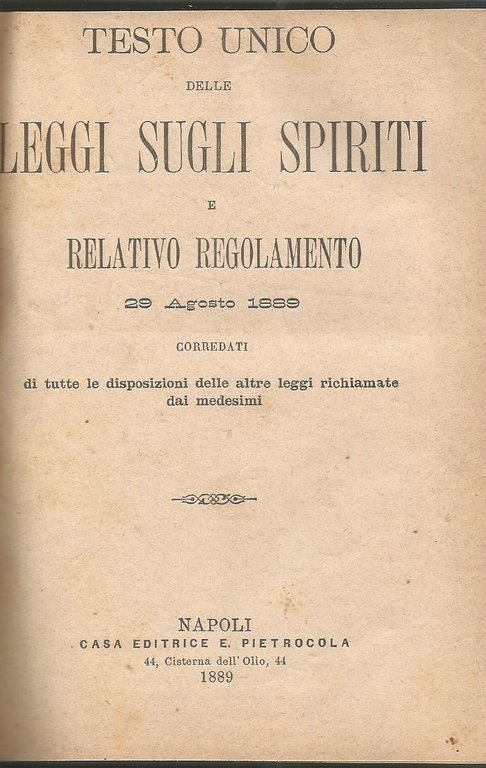 TESTO UNICO
DELLE
LEGGI SUGLI SPIRITI
E
RELATIVO REGOLAMENTO
29 Agosto 1889
CORREDATI
di tutte le disposizioni delle altre leggi richiamate
dai medesimi
NAPOLI
CASA EDITRICE E. PIETROCOLA
44, Cisterna dell'Olio, 44
1889